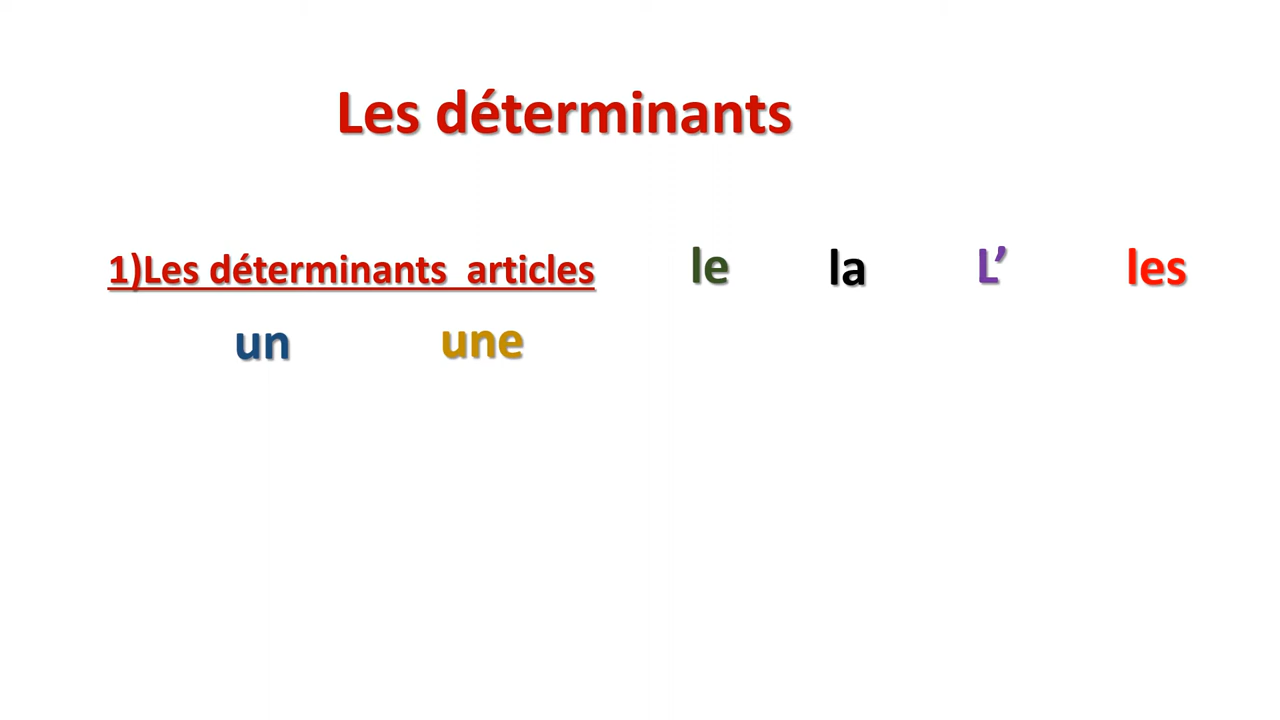 Les déterminants
1)Les déterminants  articles le la L’ les
un une